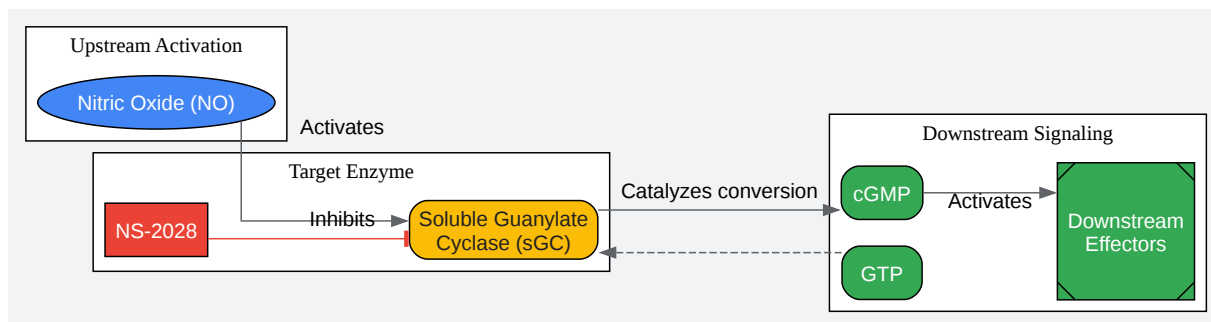 Upstream Activation
Nitric Oxide (NO)
Activates
Target Enzyme
NS-2028
Inhibits
Soluble Guanylate
Cyclase (sGC)
Catalyzes conversion
Downstream Signaling
cGMP
Activates
Downstream
Effectors
GTP